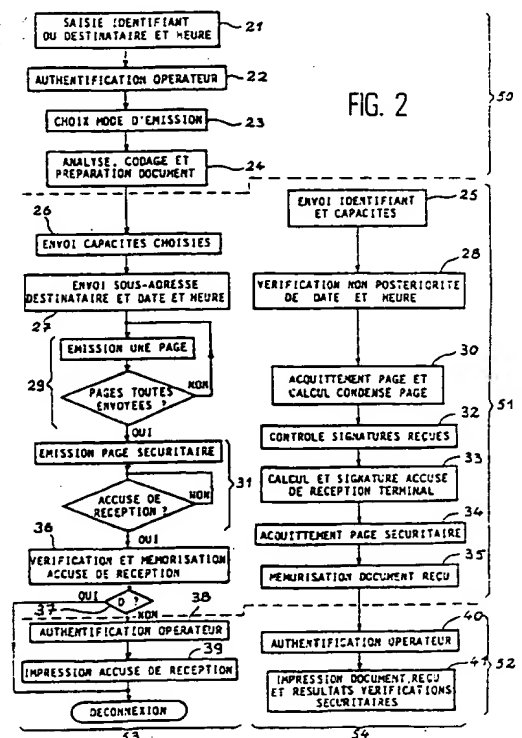 SAISIE IDENTIFIANT
DU DESTINATAIRE ET HEURE
21
AUTHENTIFICATION OPERATEUR
22
CHOIX MODE D'EMISSION
23
ANALYSE, CODAGE ET
PREPARATION DOCUMENT
24
FIG. 2
50
26
ENVOI CAPACITES CHOISIES
ENVOI SOUS-ADRESSE
DESTINATAIRE ET DATE ET HEURE
27
EMISSION UNE PAGE
29
PAGES TOUTES
ENVOYEES ?
NON
OUI
EMISSION PAGE SECURITAIRE
31
ACCUSE DE
RECEPTION ?
NON
36
OUI
VERIFICATION ET MEMORISATION
ACCUSE DE RECEPTION
OUI
37
D ?
NON
38
AUTHENTIFICATION OPERATEUR
39
IMPRESSION ACCUSE DE RECEPTION
DECONNEXION
53
ENVOI IDENTIFIANT
ET CAPACITES
25
VERIFICATION NON POSTERIORITE
DE DATE ET HEURE
28
30
ACQUITTEMENT PAGE ET
CALCUL CONDENSE PAGE
32
CONTROLE SIGNATURES REÇUES
33
CALCUL ET SIGNATURE ACCUSE
DE RECEPTION TERMINAL
34
ACQUITTEMENT PAGE SECURITAIRE
35
MEMORISATION DOCUMENT REÇU
51
40
AUTHENTIFICATION OPERATEUR
41
IMPRESSION DOCUMENT, REÇU
ET RESULTATS VERIFICATIONS
SECURITAIRES
52
54